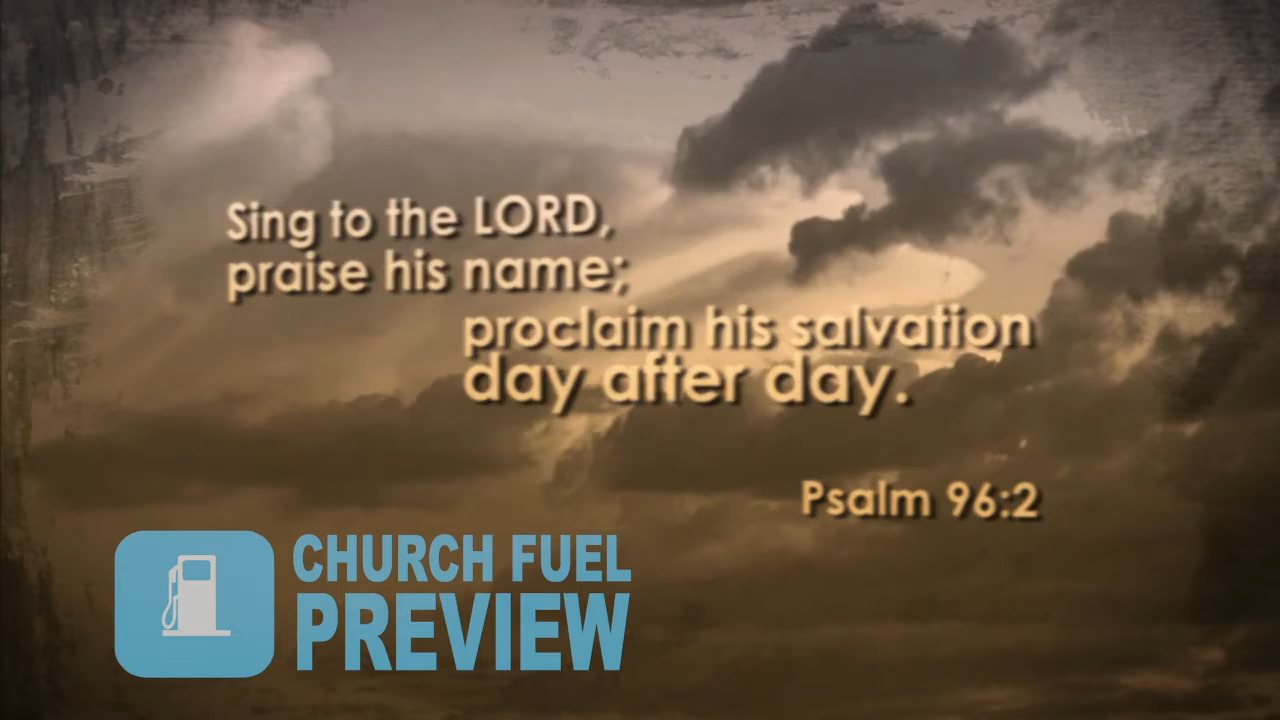 Sing to the LORD,
praise his name;
proclaim his salvation
day after day.
Psalm 96:2
CHURCH FUEL
PREVIEW